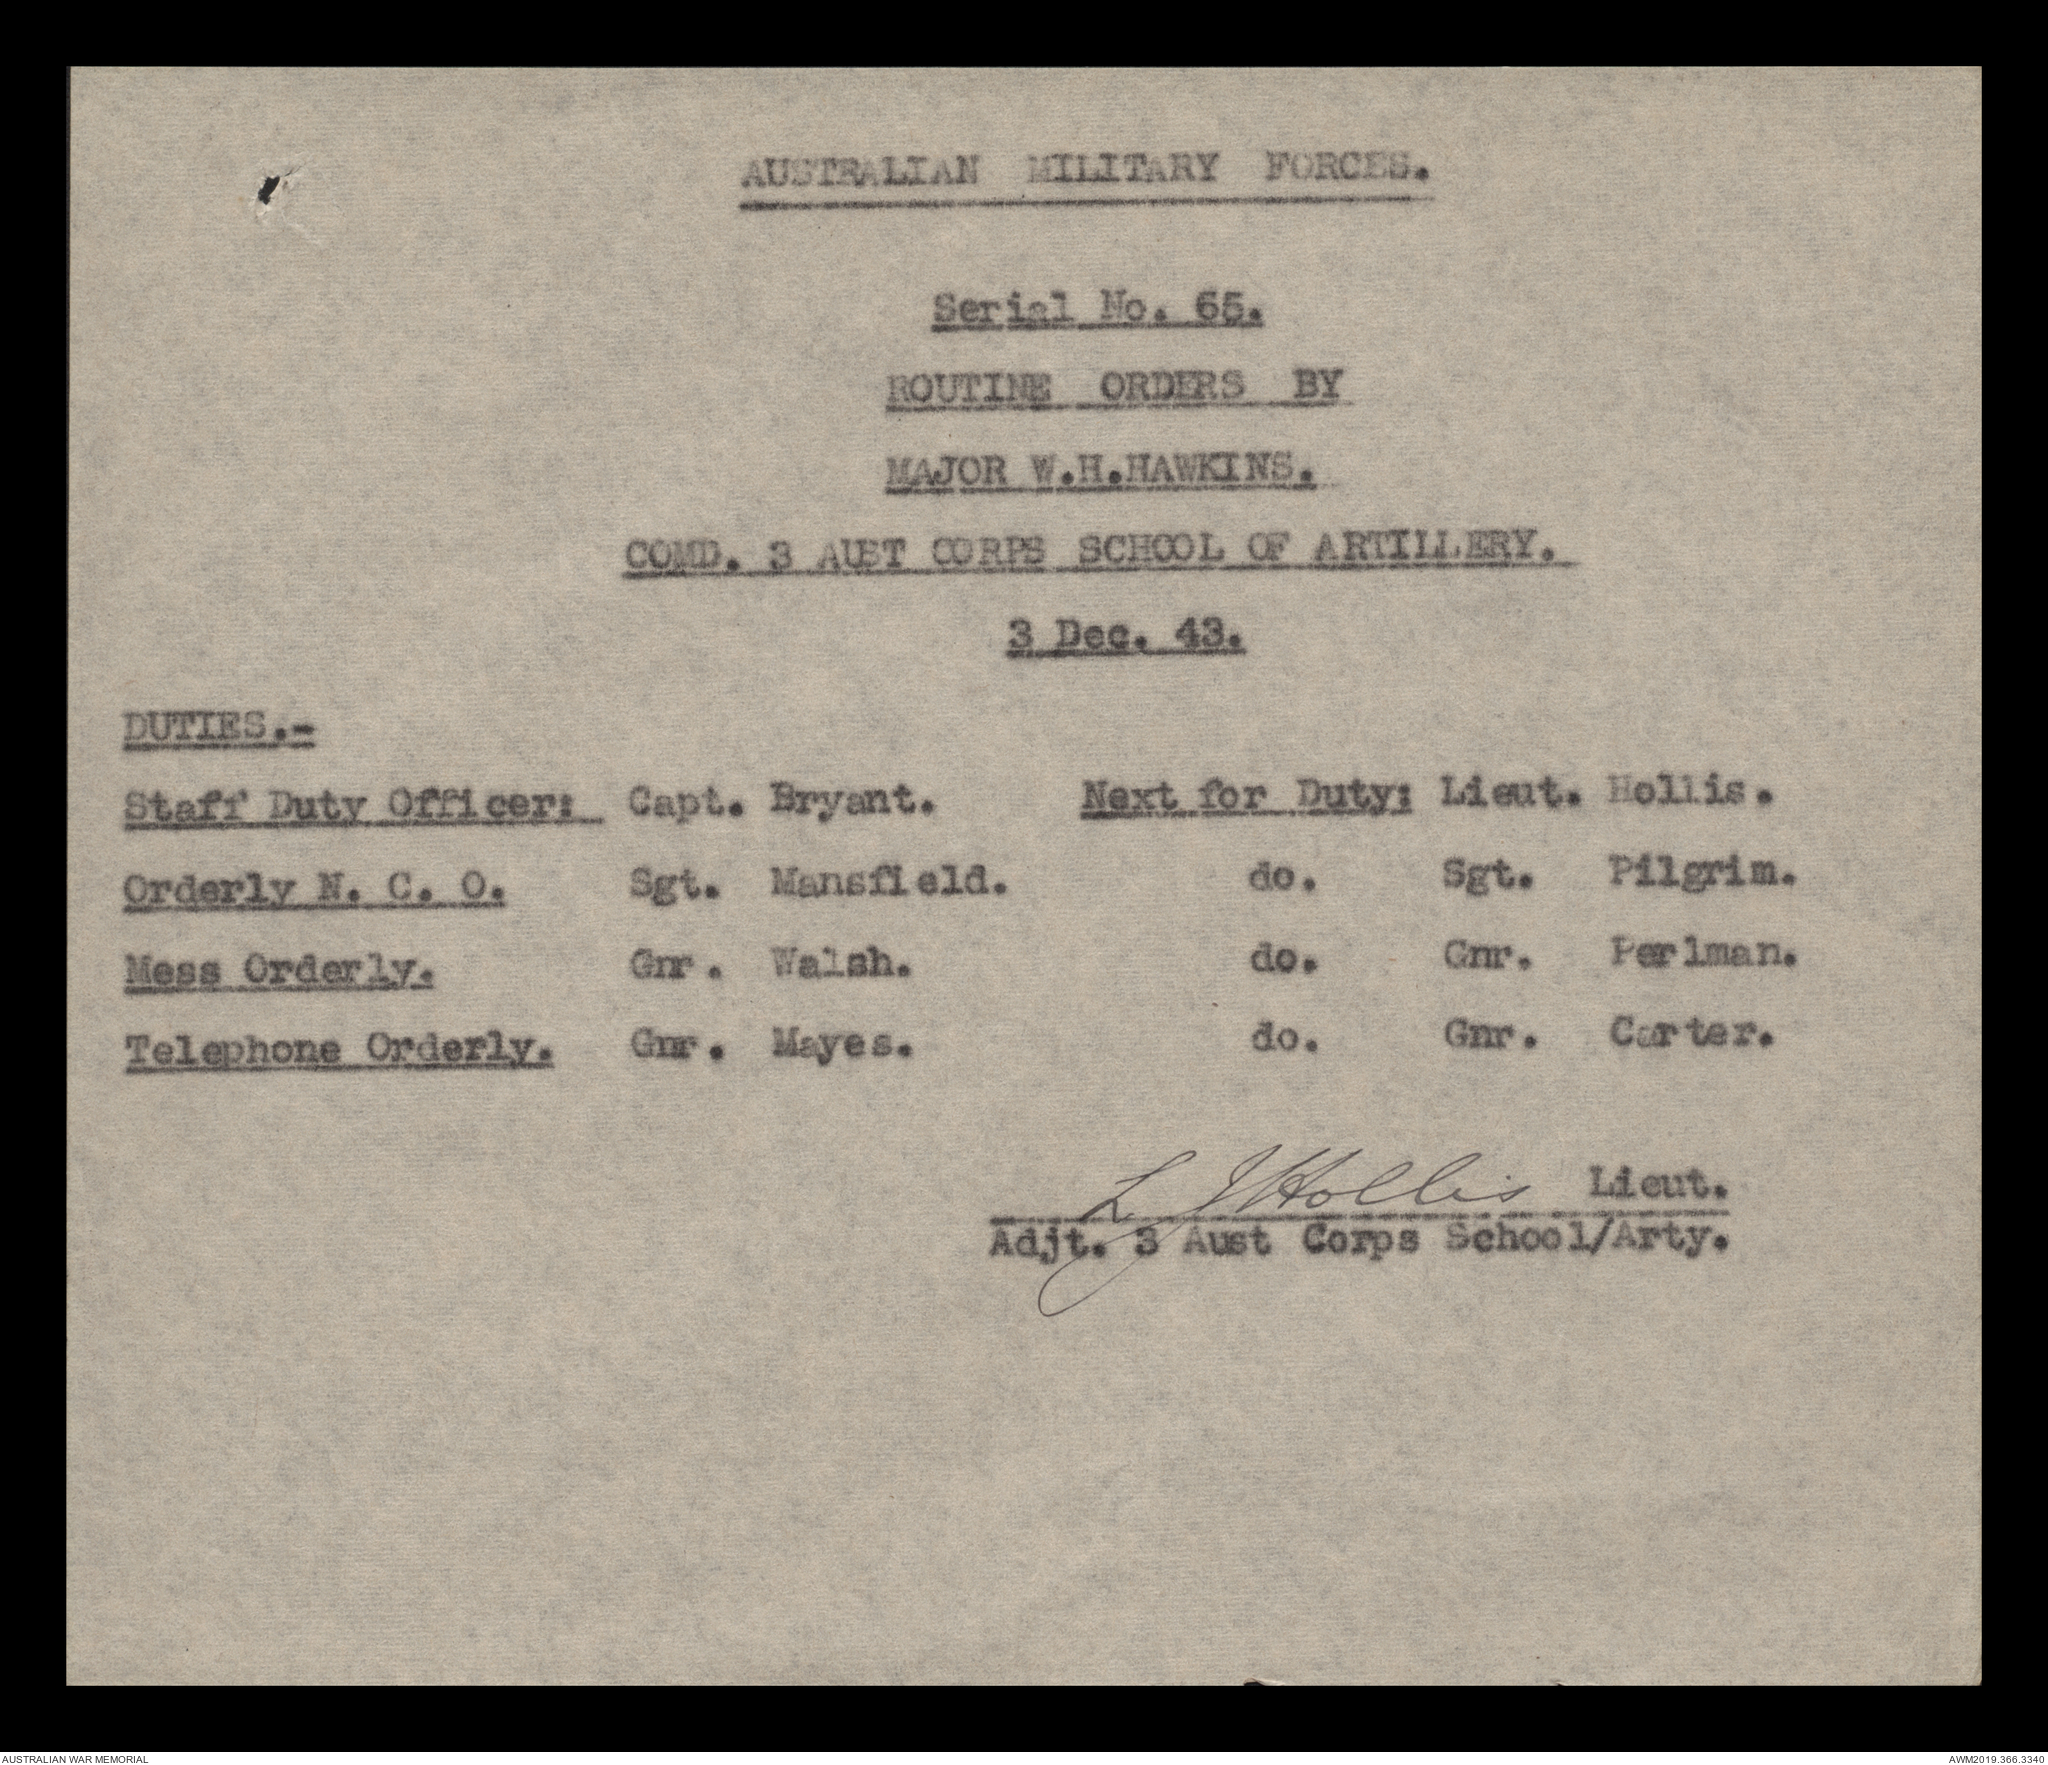 AUSTRALIAN MILITARY FORCES.
Serial No. 65.
ROUTINE ORDERS BY
MAJOR W.H.HAWKINS.
COMD. 3 AUST CORPS SCHOOL OF ARTILLERY.
3 Dec. 43.
DUTIES.-
Staff Duty Officer: Capt. Bryant. Next for Duty: Lieut. Hollis.
Orderly N. C. O. Sgt. Mansfield. do. Sgt. Pilgrim.
Mess Orderly. Gnr. Walsh. do. Gnr. Perlman.
Telephone Orderly. Gnr. Mayes. do. Gnr. Carter.
L J Hollis Lieut.
Adjt. 3 Aust Corps School/Arty.
AUSTRALIAN WAR MEMORIAL AWM2019.366.3340